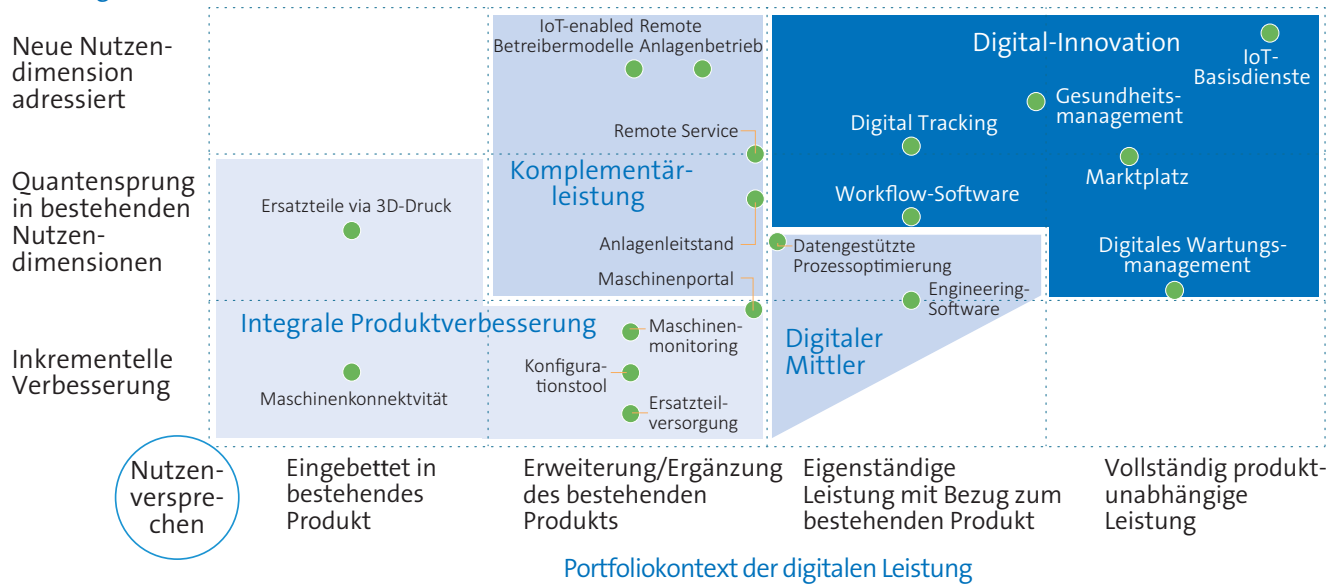 Neue Nutzen-
dimension
adressiert
Quantensprung
in bestehenden
Nutzen-
dimensionen
Inkrementelle
Verbesserung
IoT-enabled Remote
Betreibermodelle Anlagenbetrieb
Remote Service
Komplementär-
leistung
Anlagenleitstand
Maschinenportal
Digital-Innovation
IoT-
Basisdienste
Gesundheits-
management
Digital Tracking
Marktplatz
Workflow-Software
Digitales Wartungs-
management
Ersatzteile via 3D-Druck
Datengestützte
Prozessoptimierung
Engineering-
Software
Integrale Produktverbesserung
Maschinen-
monitoring
Konfigura-
tionstool
Ersatzteil-
versorgung
Maschinenkonnektvität
Digitaler
Mittler
Nutzen-
verspre-
chen
Eingebettet in
bestehendes
Produkt
Erweiterung/Ergänzung
des bestehenden
Produkts
Eigenständige
Leistung mit Bezug zum
bestehenden Produkt
Vollständig produkt-
unabhängige
Leistung
Portfoliokontext der digitalen Leistung